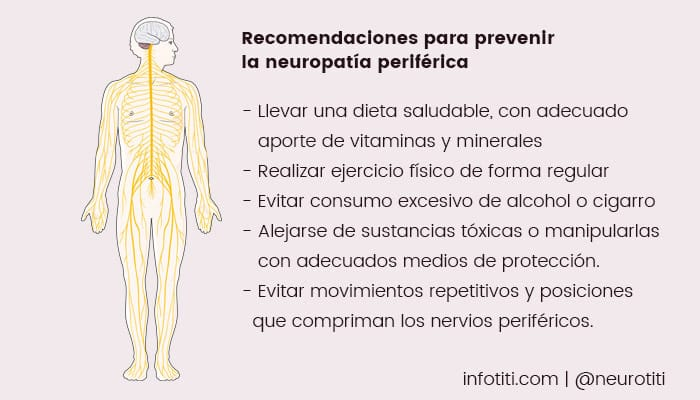 Recomendaciones para prevenir
la neuropatía periférica
- Llevar una dieta saludable, con adecuado
aporte de vitaminas y minerales
- Realizar ejercicio físico de forma regular
- Evitar consumo excesivo de alcohol o cigarro
- Alejarse de sustancias tóxicas o manipularlas
con adecuados medios de protección.
- Evitar movimientos repetitivos y posiciones
que compriman los nervios periféricos.
infotiti.com | @neurotiti